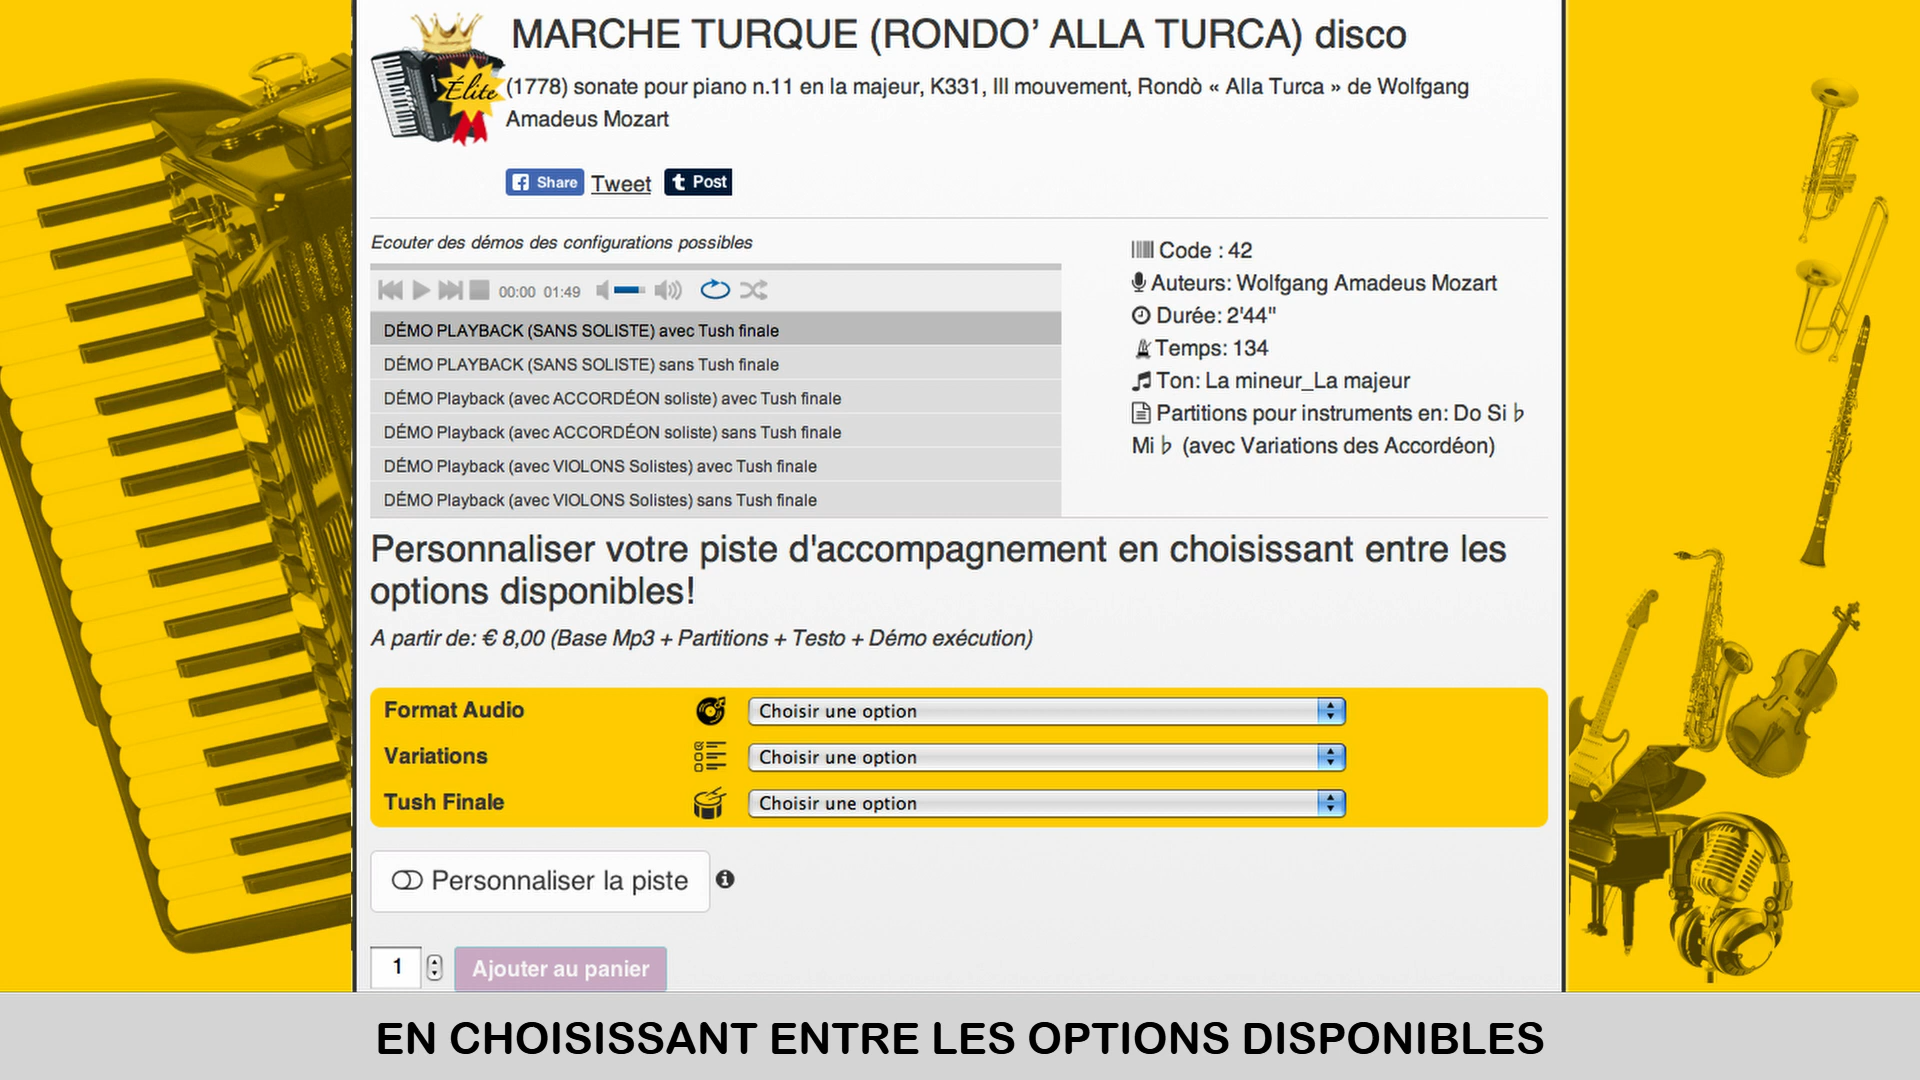 MARCHE TURQUE (RONDO’ ALLA TURCA) disco
Élite
(1778) sonate pour piano n.11 en la majeur, K331, III mouvement, Rondò « Alla Turca » de Wolfgang
Amadeus Mozart
Share Tweet Post
Ecouter des démos des configurations possibles
00:00 01:49
DÉMO PLAYBACK (SANS SOLISTE) avec Tush finale
DÉMO PLAYBACK (SANS SOLISTE) sans Tush finale
DÉMO Playback (avec ACCORDÉON soliste) avec Tush finale
DÉMO Playback (avec ACCORDÉON soliste) sans Tush finale
DÉMO Playback (avec VIOLONS Solistes) avec Tush finale
DÉMO Playback (avec VIOLONS Solistes) sans Tush finale
Code : 42
Auteurs: Wolfgang Amadeus Mozart
Durée: 2'44"
Temps: 134
Ton: La mineur_La majeur
Partitions pour instruments en: Do Si ♭
Mi ♭ (avec Variations des Accordéon)
Personnaliser votre piste d'accompagnement en choisissant entre les
options disponibles!
A partir de: € 8,00 (Base Mp3 + Partitions + Testo + Démo exécution)
Format Audio Choisir une option
Variations Choisir une option
Tush Finale Choisir une option
Personnaliser la piste
1 Ajouter au panier
EN CHOISISSANT ENTRE LES OPTIONS DISPONIBLES